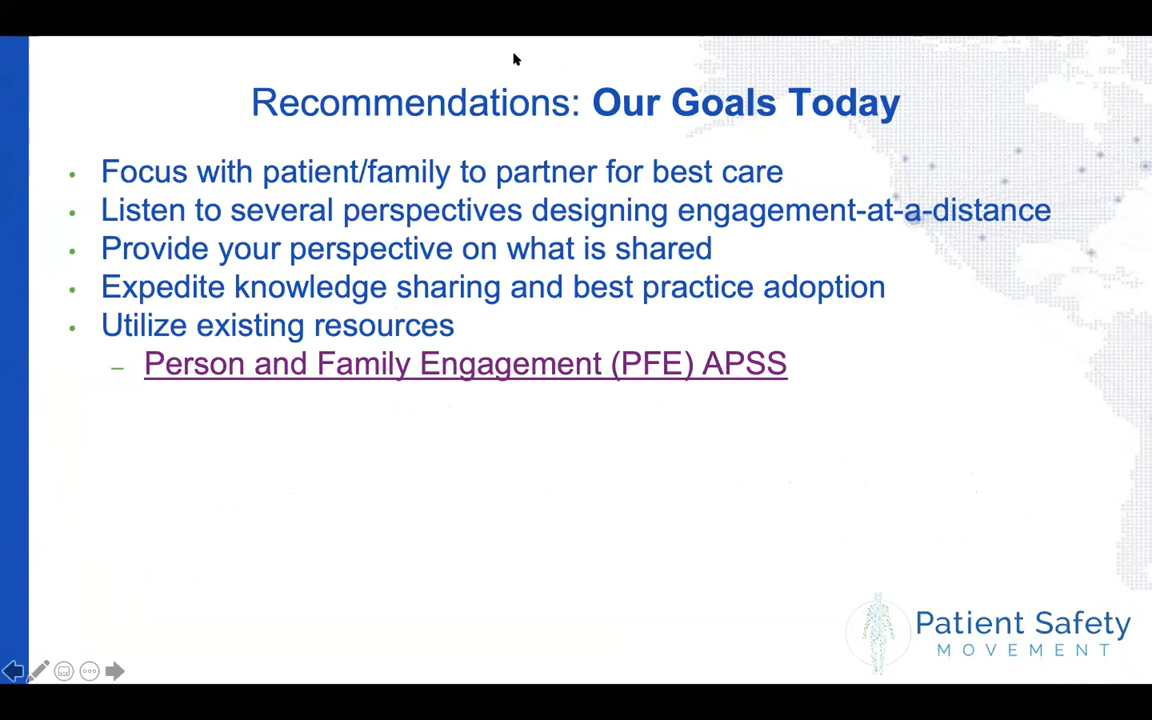 Recommendations: Our Goals Today
• Focus with patient/family to partner for best care
• Listen to several perspectives designing engagement-at-a-distance
• Provide your perspective on what is shared
• Expedite knowledge sharing and best practice adoption
• Utilize existing resources
– Person and Family Engagement (PFE) APSS
Patient Safety
MOVEMENT